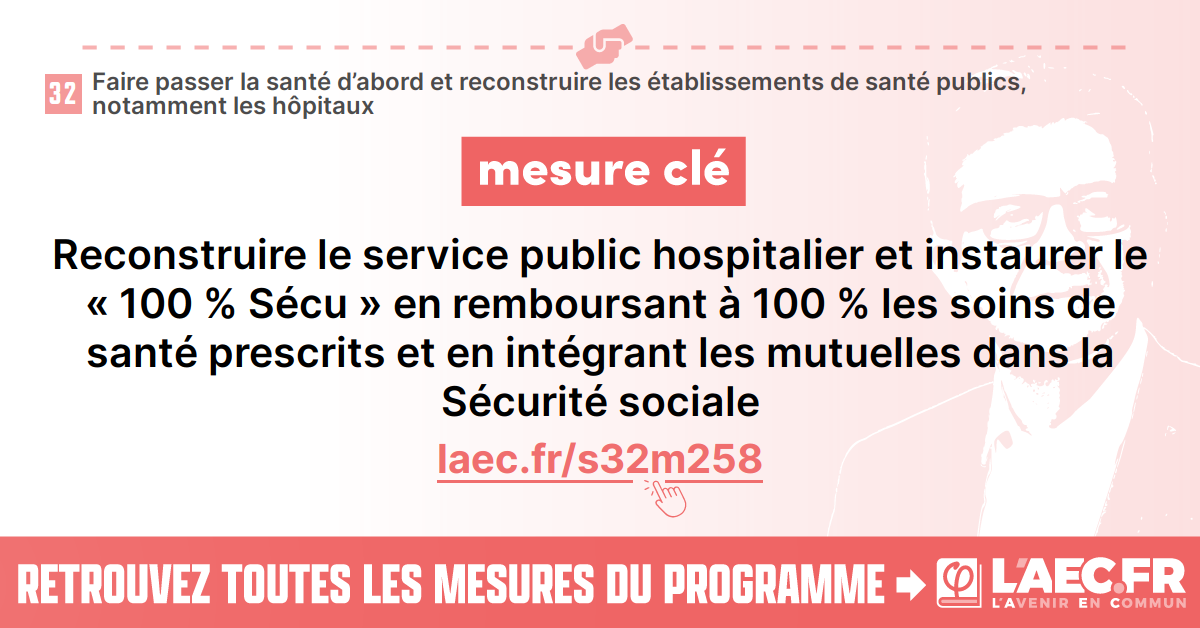 32
Faire passer la santé d’abord et reconstruire les établissements de santé publics,
notamment les hôpitaux
mesure clé
Reconstruire le service public hospitalier et instaurer le
« 100 % Sécu » en remboursant à 100 % les soins de
santé prescrits et en intégrant les mutuelles dans la
Sécurité sociale
laec.fr/s32m258
RETROUVEZ TOUTES LES MESURES DU PROGRAMME
φ
L'AEC.FR
L'AVENIR EN COMMUN